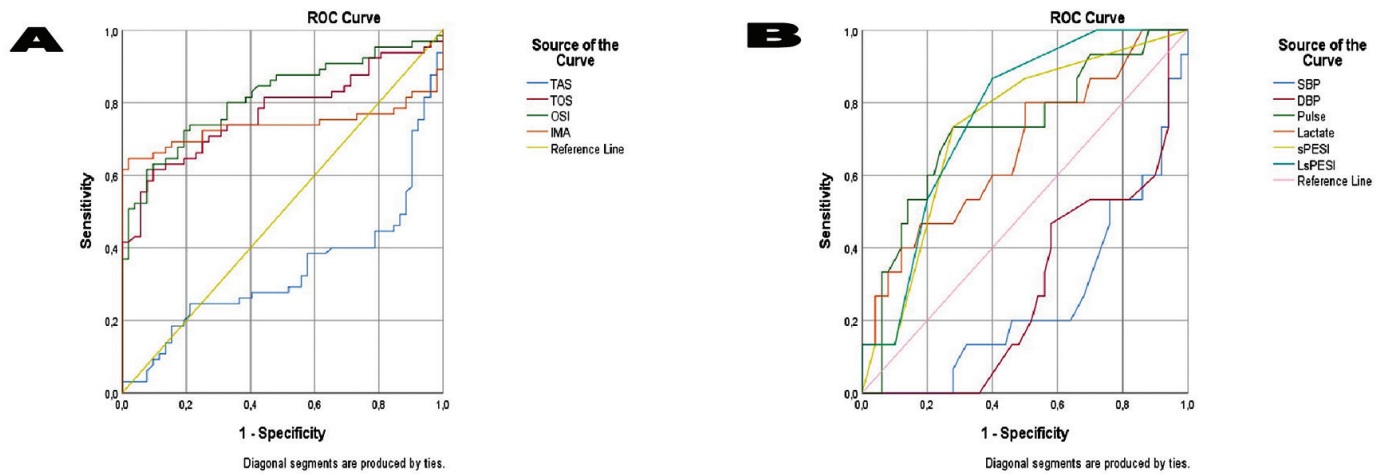 A
ROC Curve
1,0
0,8
0,6
0,4
0,2
0,0
Sensitivity
0,0 0,2 0,4 0,6 0,8 1,0
1 - Specificity
Diagonal segments are produced by ties.
Source of the
Curve
TAS
TOS
OSI
IMA
Reference Line
B
ROC Curve
1,0
0,8
0,6
0,4
0,2
0,0
Sensitivity
0,0 0,2 0,4 0,6 0,8 1,0
1 - Specificity
Diagonal segments are produced by ties.
Source of the
Curve
SBP
DBP
Pulse
Lactate
sPESI
LsPESI
Reference Line